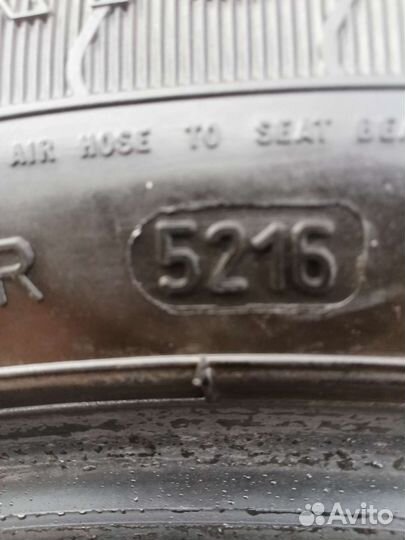 AIR HOSE TO SEAT BEA
R 5216
Avito